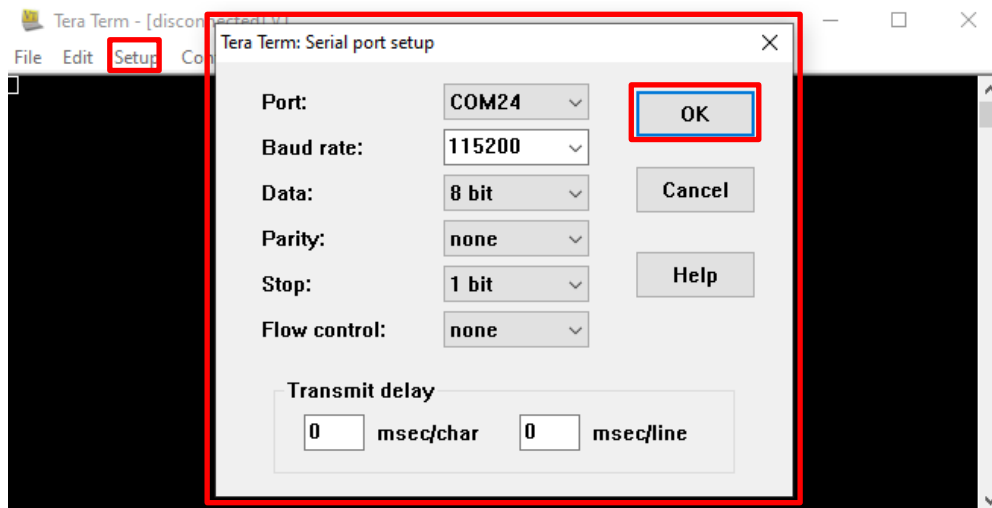 Tera Term - [disconnected] VT
Tera Term: Serial port setup
File Edit Setup Con
Port: COM24
OK
Baud rate: 115200
Data: 8 bit
Cancel
Parity: none
Stop: 1 bit
Help
Flow control: none
Transmit delay
0 msec/char 0 msec/line